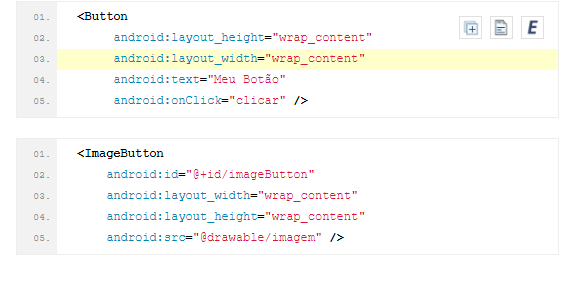 01. <Button
02. android:layout_height="wrap_content"
03. android:layout_width="wrap_content"
04. android:text="Meu Botão"
05. android:onClick="clicar" />
E
01. <ImageButton
02. android:id="@+id/imageButton"
03. android:layout_width="wrap_content"
04. android:layout_height="wrap_content"
05. android:src="@drawable/imagem" />